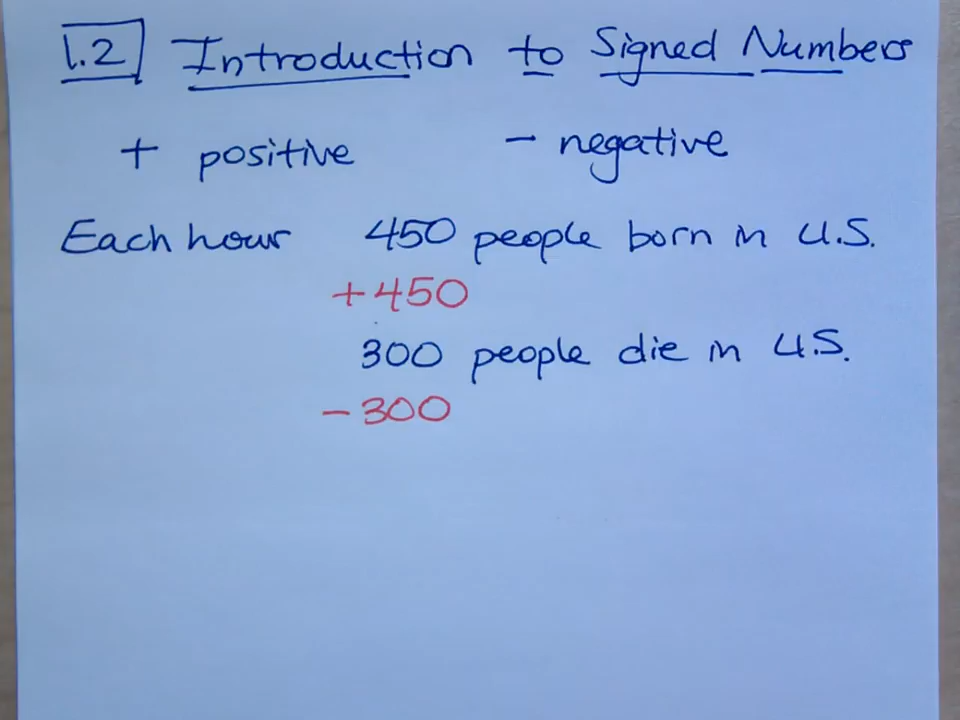 1.2 Introduction to Signed Numbers
+ positive - negative
Each hour 450 people born in U.S.
+450
300 people die in U.S.
-300